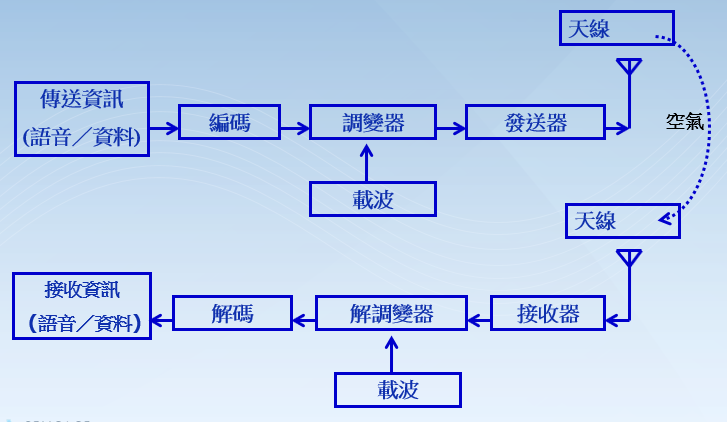 天線
傳送資訊
(語音／資料)
編碼
調變器
發送器
空氣
載波
天線
接收資訊
(語音／資料)
解碼
解調變器
接收器
載波